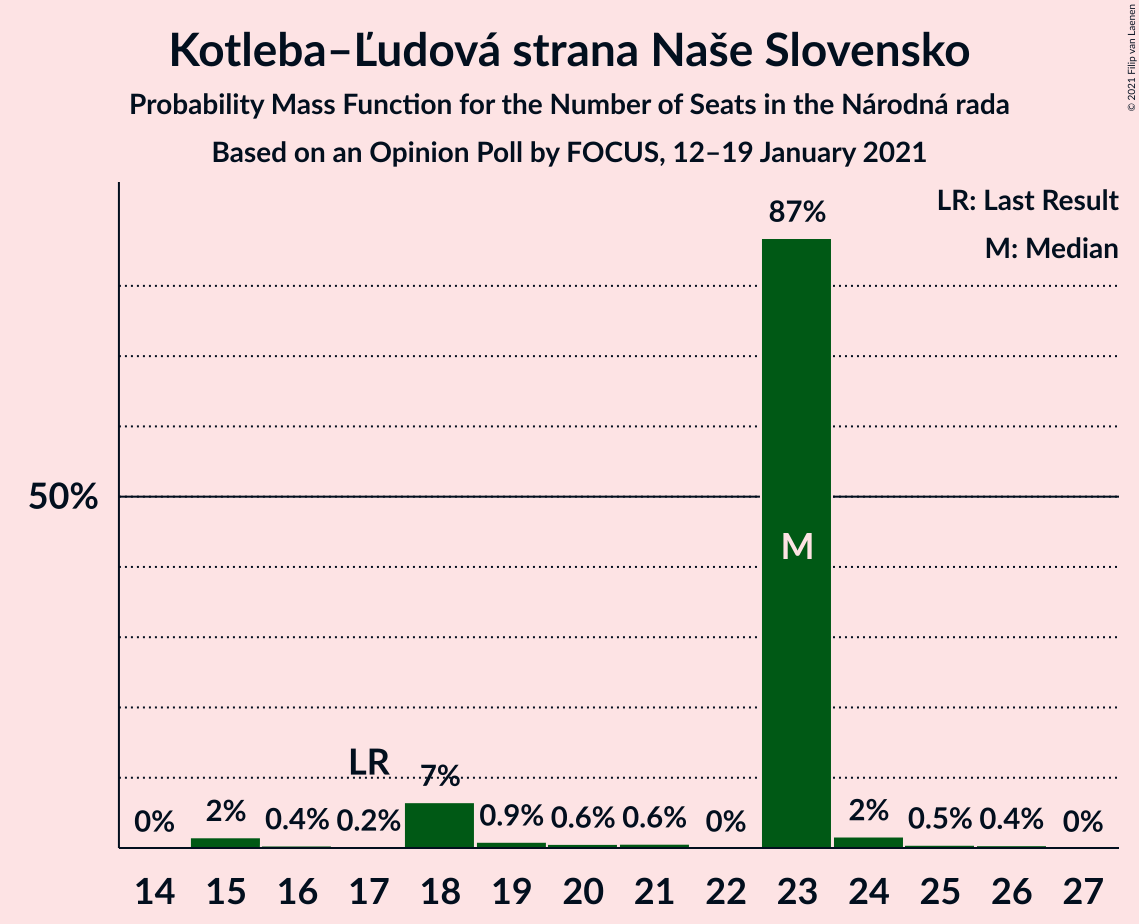 Kotleba–Ľudová strana Naše Slovensko
Probability Mass Function for the Number of Seats in the Národná rada
Based on an Opinion Poll by FOCUS, 12–19 January 2021
© 2021 Filip van Laenen
LR: Last Result
M: Median
87%
50%
M
LR
7%
0% 2% 0.4% 0.2% 0.9% 0.6% 0.6% 0% 2% 0.5% 0.4% 0%
14 15 16 17 18 19 20 21 22 23 24 25 26 27